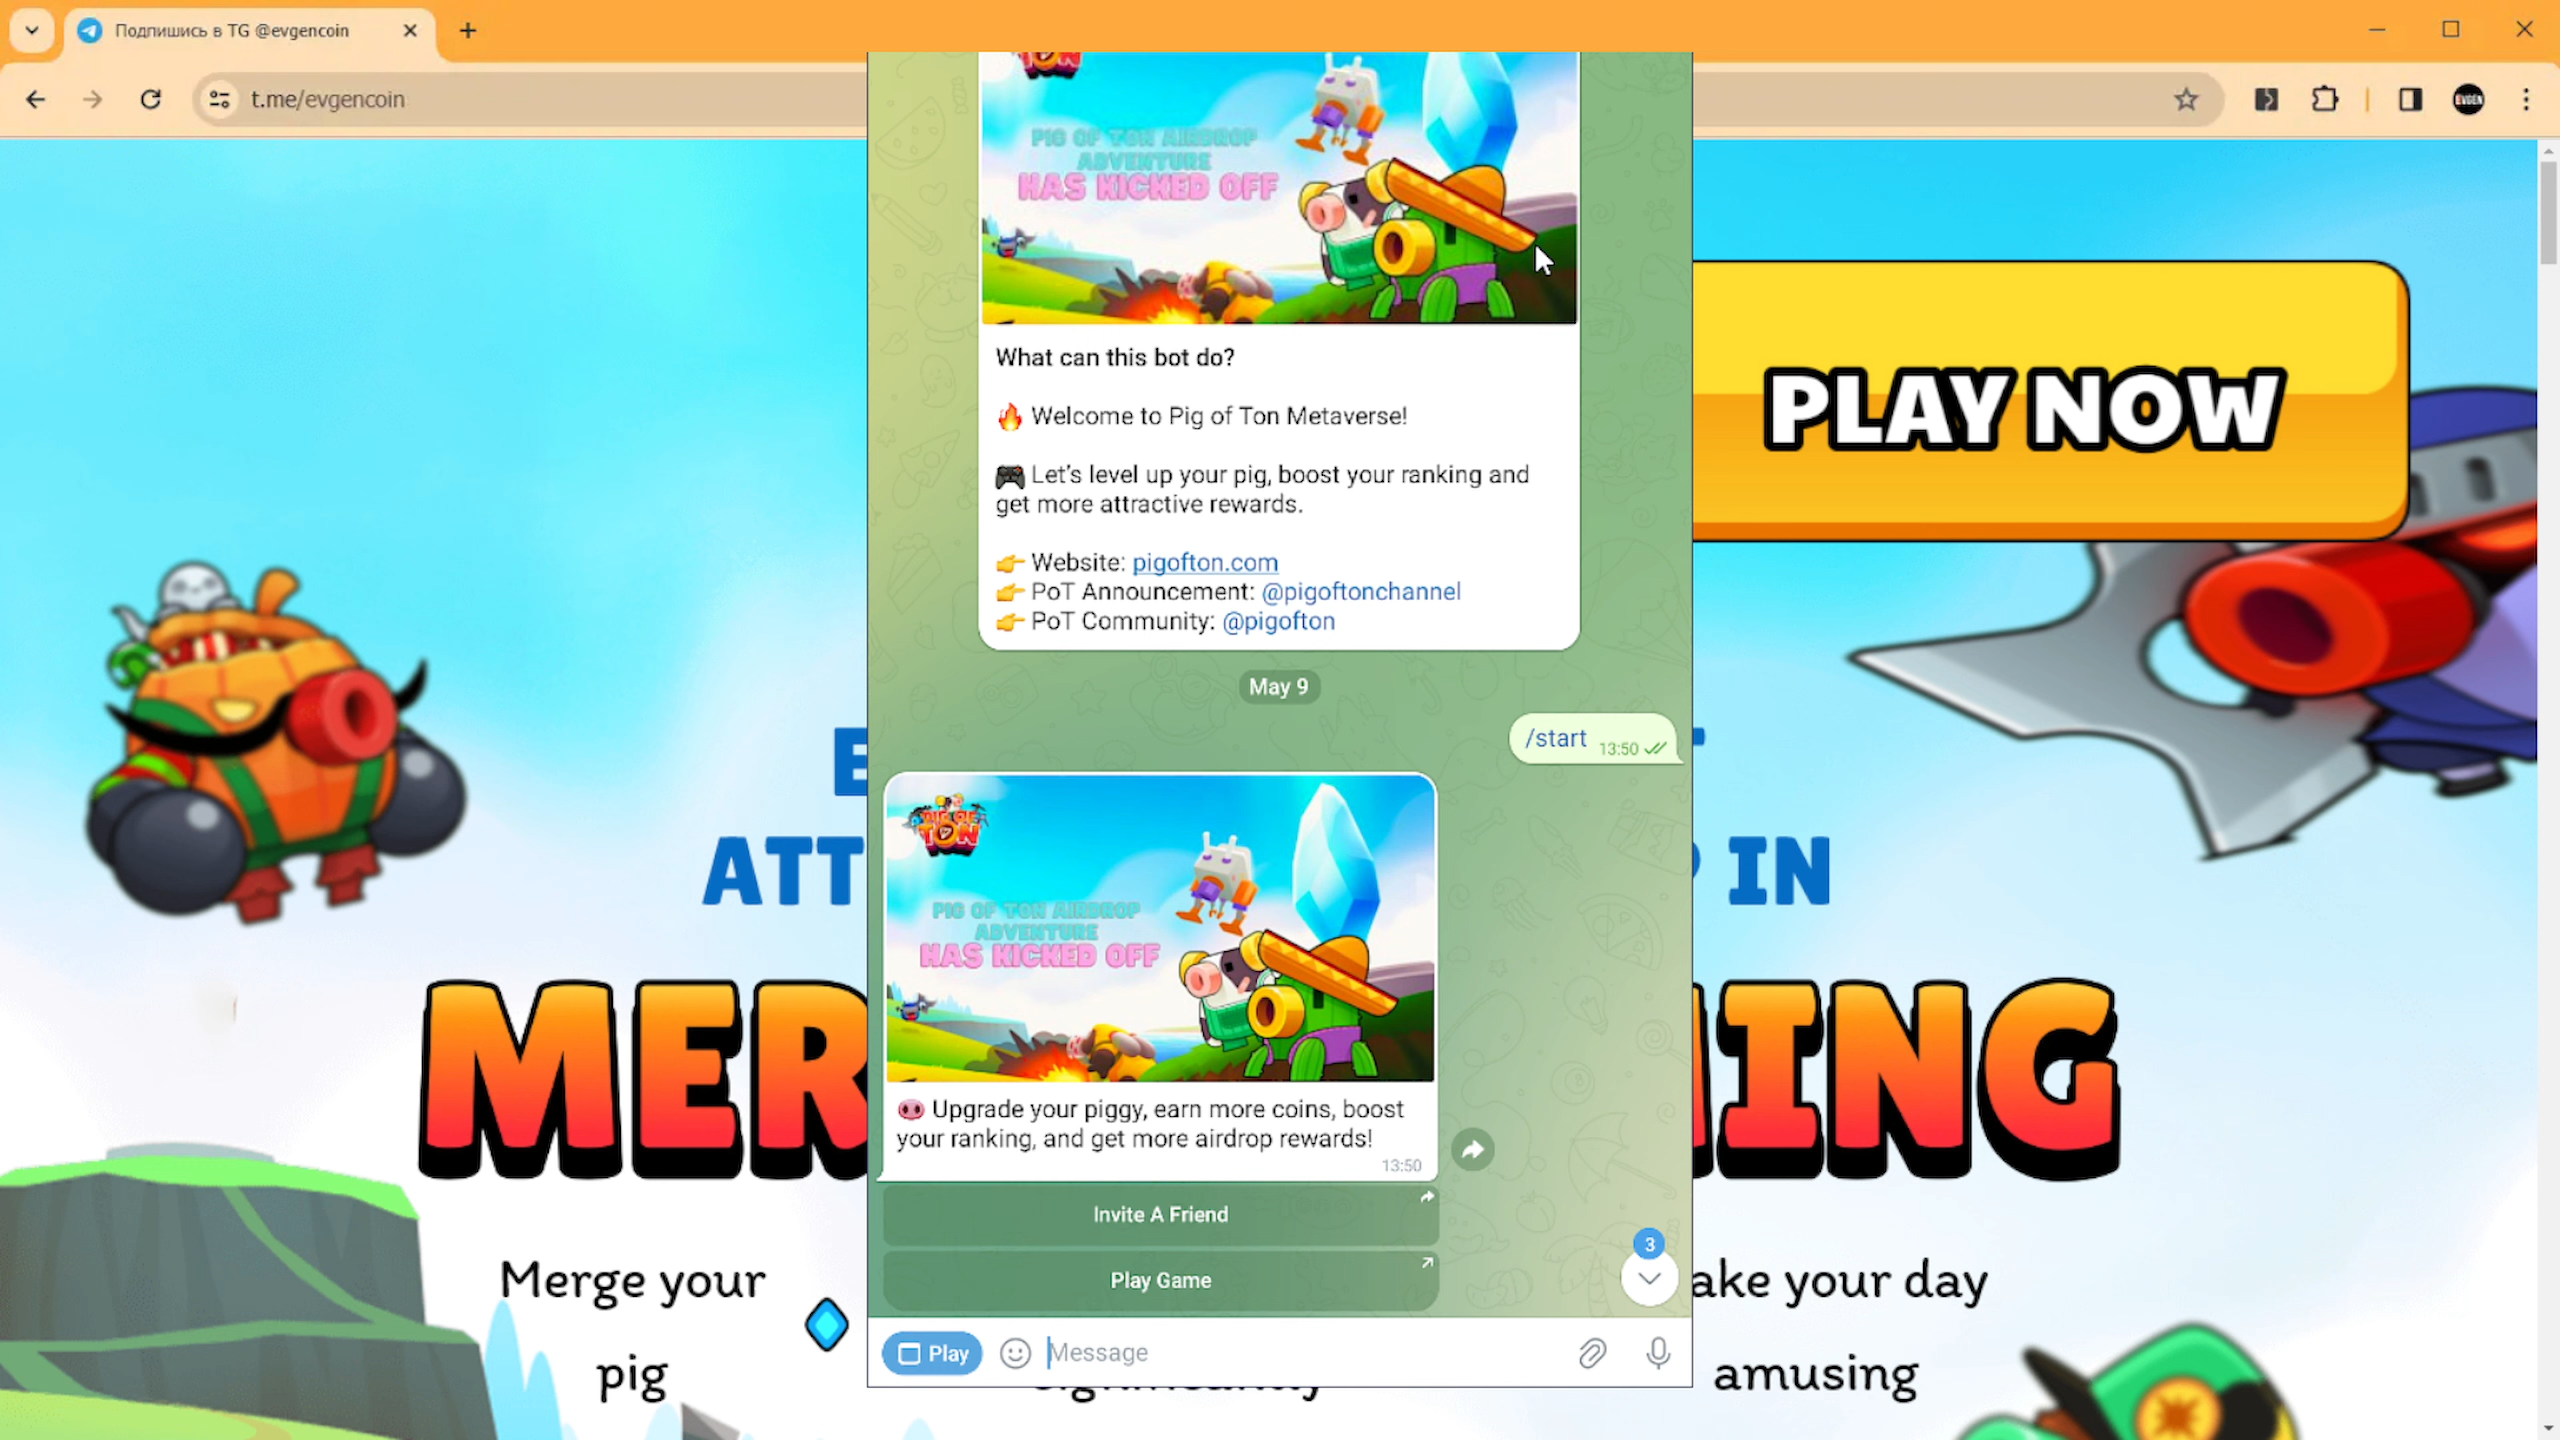 Подпишись в TG @evgencoin
t.me/evgencoin
EVGEN
TON
PIG OF TON AIRDROP
ADVENTURE
HAS KICKED OFF
What can this bot do?
🔥 Welcome to Pig of Ton Metaverse!
🎮 Let's level up your pig, boost your ranking and
get more attractive rewards.
👉 Website: pigofton.com
👉 PoT Announcement: @pigoftonchannel
👉 PoT Community: @pigofton
PLAY NOW
May 9
/start 13:50
ATT
IN
MER
ING
PIG OF
TON
PIG OF TON AIRDROP
ADVENTURE
HAS KICKED OFF
🐽 Upgrade your piggy, earn more coins, boost
your ranking, and get more airdrop rewards!
13:50
Invite A Friend
Play Game
3
Merge your
pig
ake your day
amusing
Play
Message